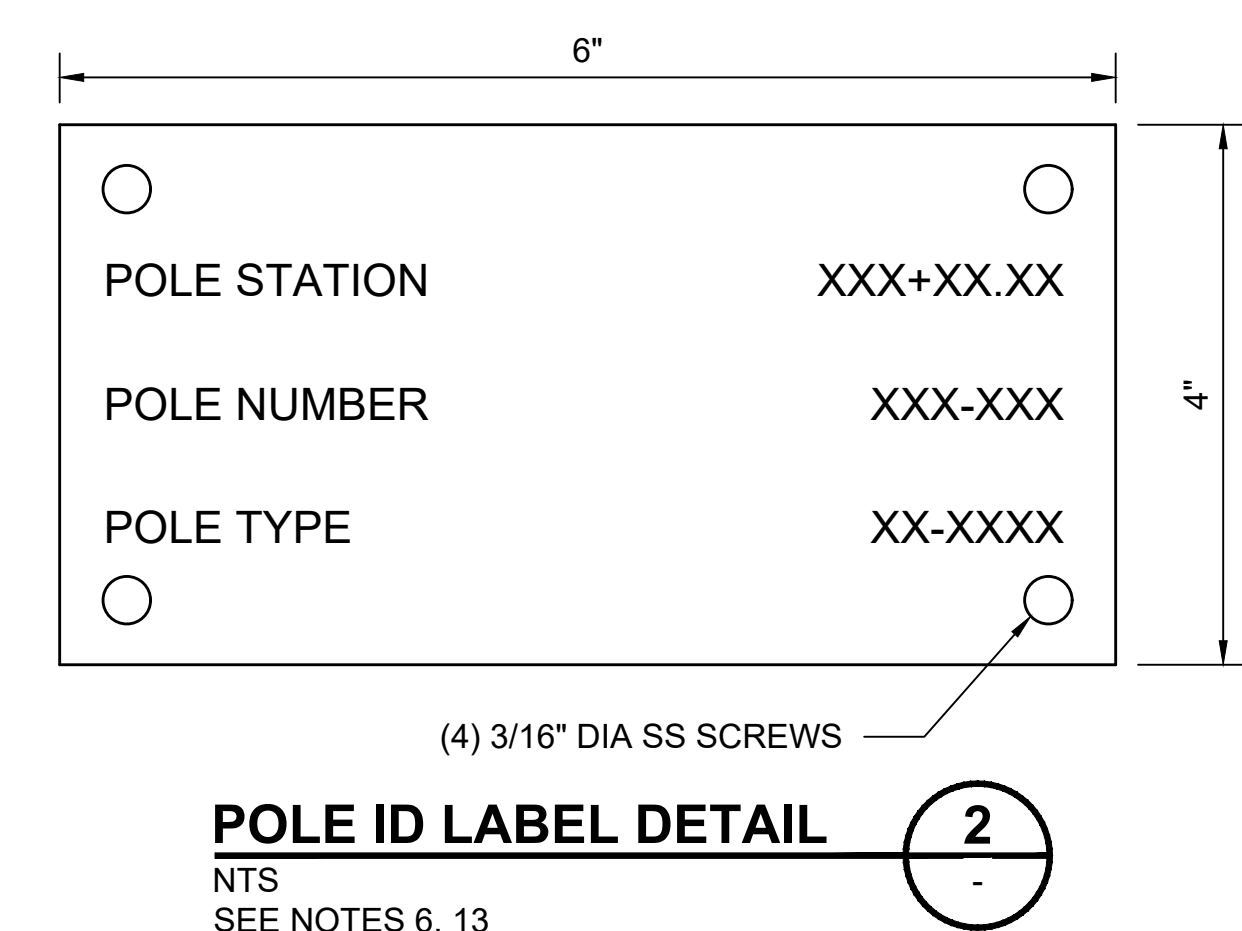 6"
POLE STATION XXX+XX.XX
4"
POLE NUMBER XXX-XXX
POLE TYPE XX-XXXX
(4) 3/16" DIA SS SCREWS
POLE ID LABEL DETAIL 2
NTS -
SEE NOTES 6, 13